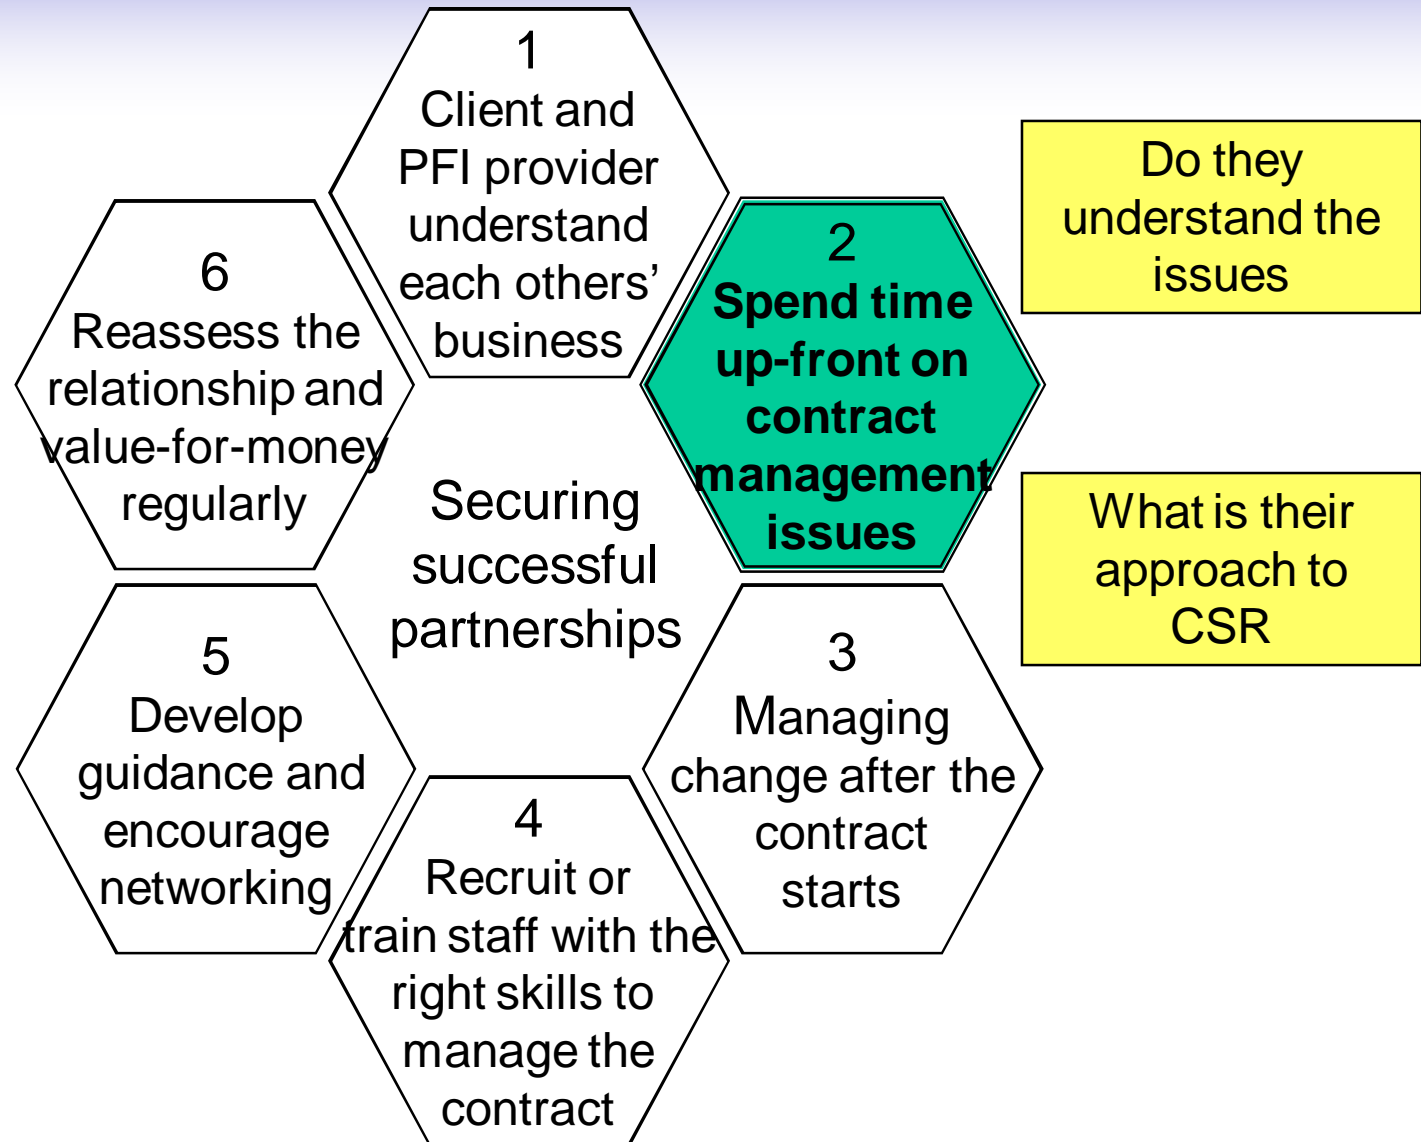 1
Client and
PFI provider
understand
each others’
business
2
Spend time
up-front on
contract
management
issues
Do they
understand the
issues
What is their
approach to
CSR
3
Managing
change after the
contract
starts
4
Recruit or
train staff with the
right skills to
manage the
contract
5
Develop
guidance and
encourage
networking
6
Reassess the
relationship and
value-for-money
regularly
Securing
successful
partnerships